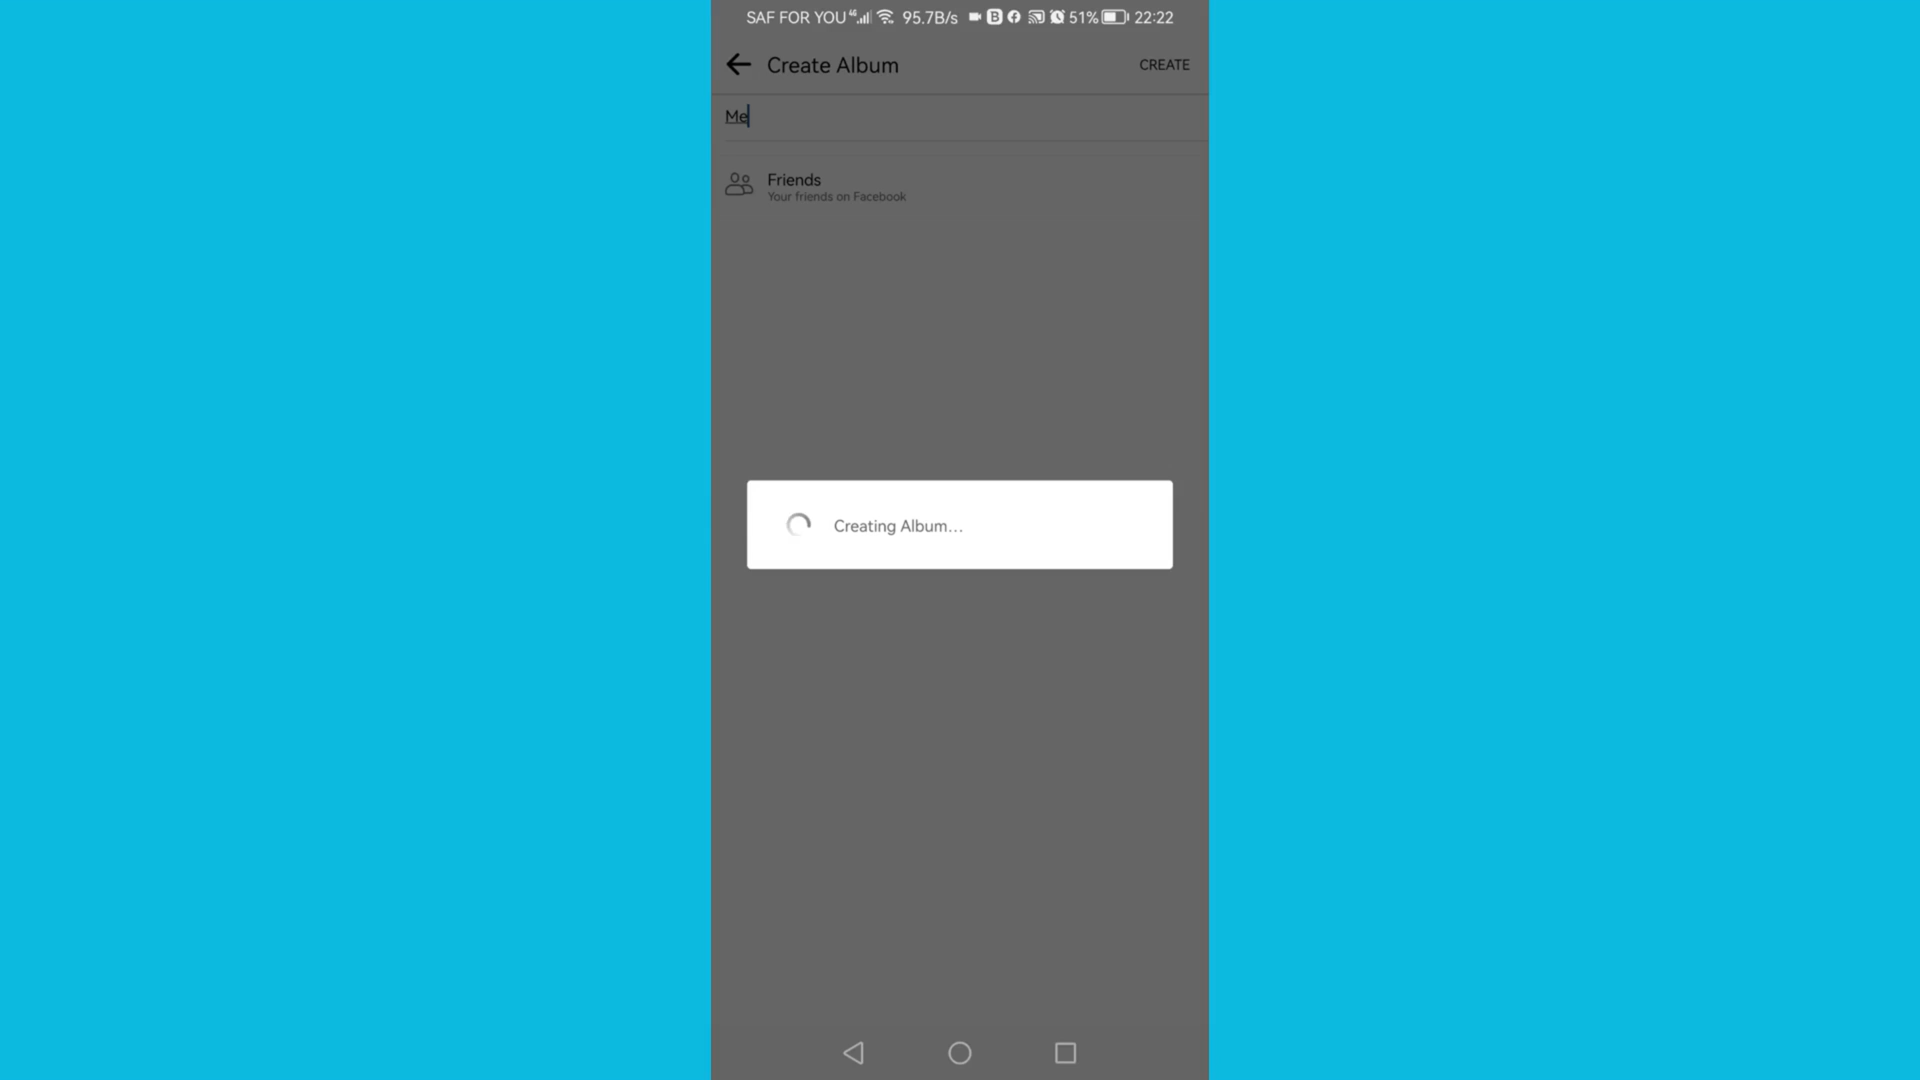 SAF FOR YOU 4G 95.7B/s B 51% 22:22
Create Album CREATE
Me
Friends
Your friends on Facebook
Creating Album...